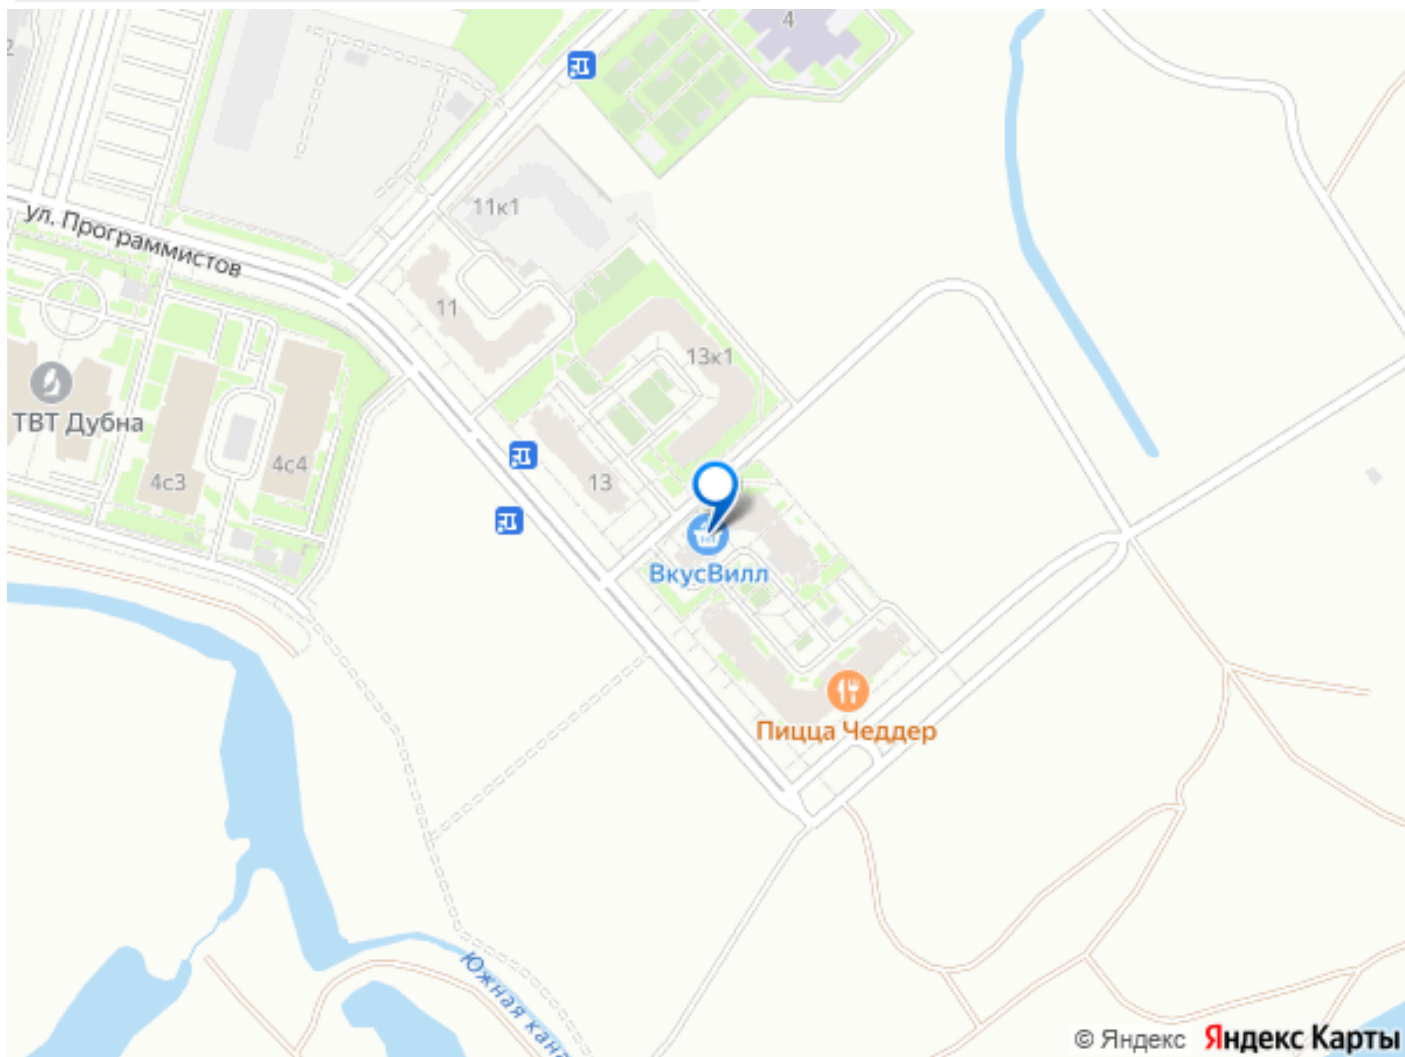 4
2
11к1
ул. Программистов
11
13к1
ТВТ Дубна
4с3
4с4
13
ВкусВилл
Пицца Чеддер
Южная кана
© Яндекс Яндекс Карты